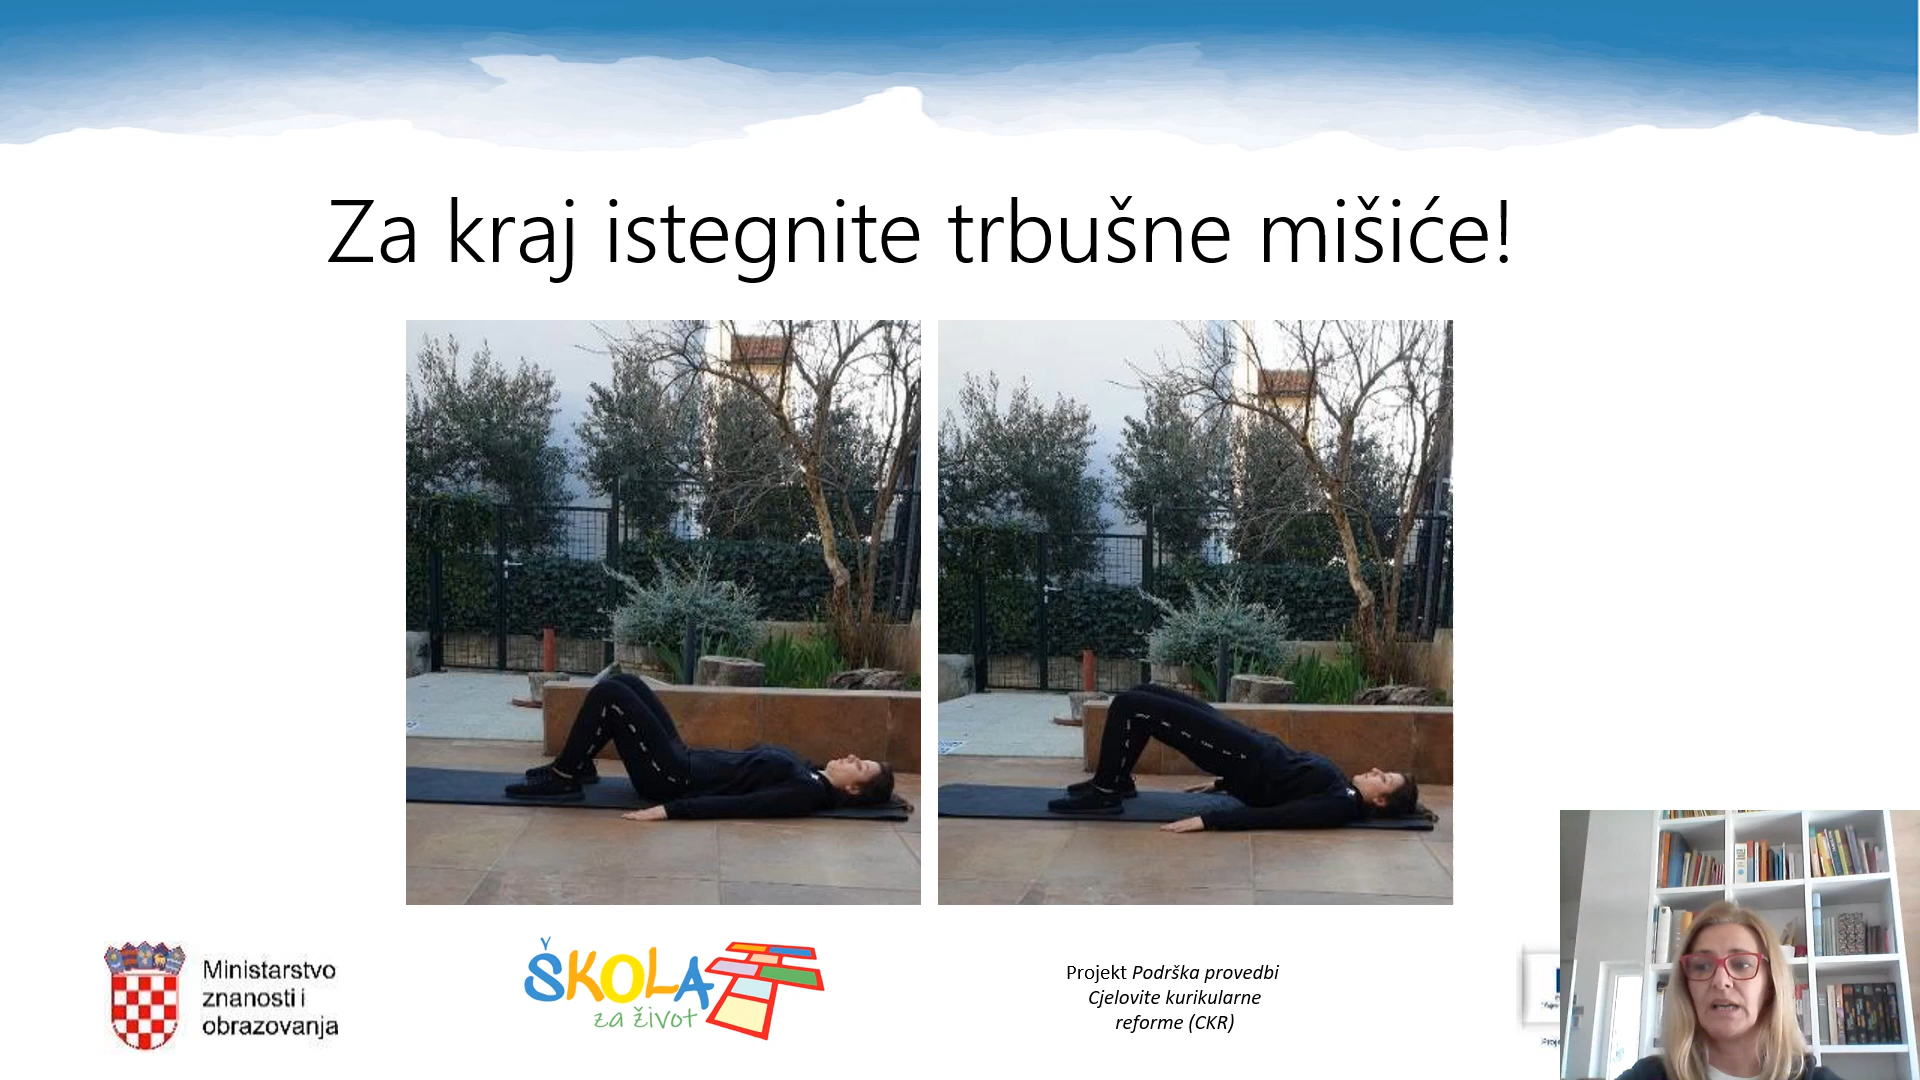 Za kraj istegnite trbušne mišiće!
Ministarstvo
znanosti i
obrazovanja
ŠKOLA
za život
Projekt Podrška provedbi
Cjelovite kurikularne
reforme (CKR)